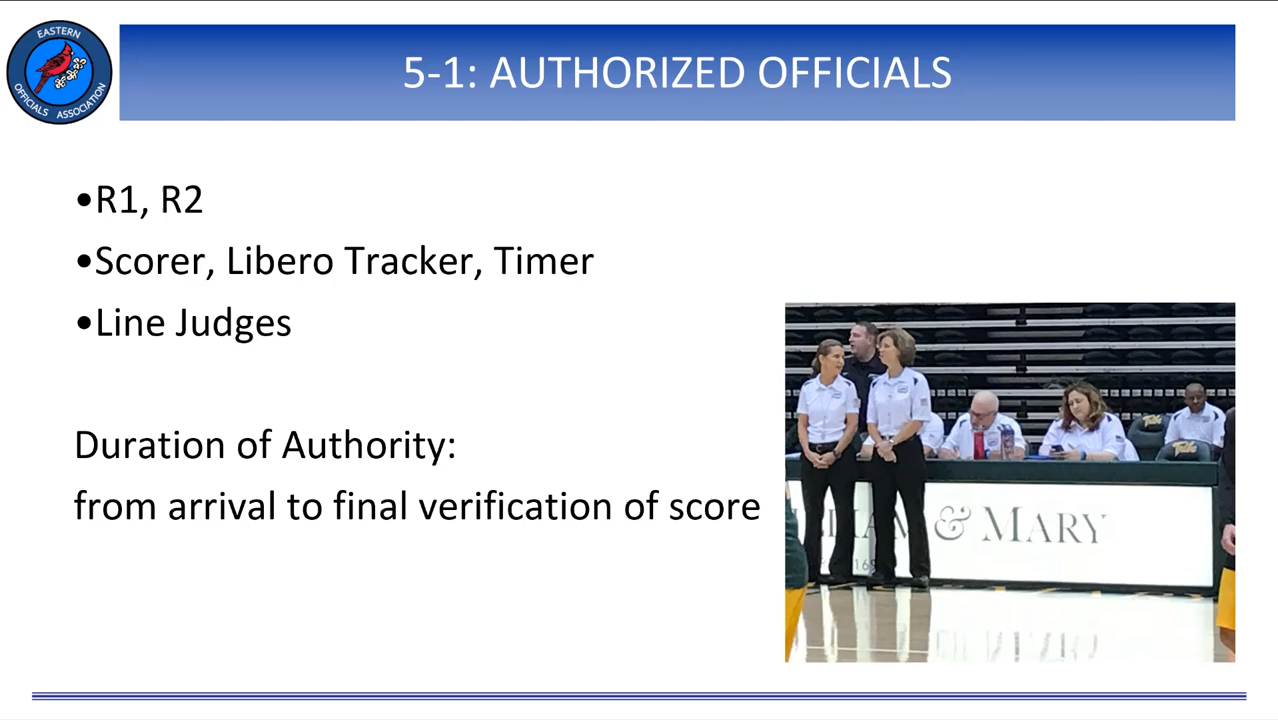 EASTERN
OFFICIALS ASSOCIATION
5-1: AUTHORIZED OFFICIALS
•R1, R2
•Scorer, Libero Tracker, Timer
•Line Judges
Duration of Authority:
from arrival to final verification of score
& MARY